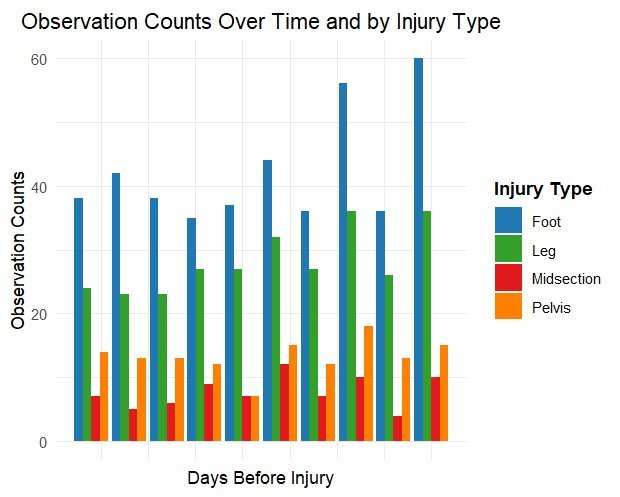 Observation Counts Over Time and by Injury Type
60
40
20
0
Observation Counts
Days Before Injury
Injury Type
Foot
Leg
Midsection
Pelvis